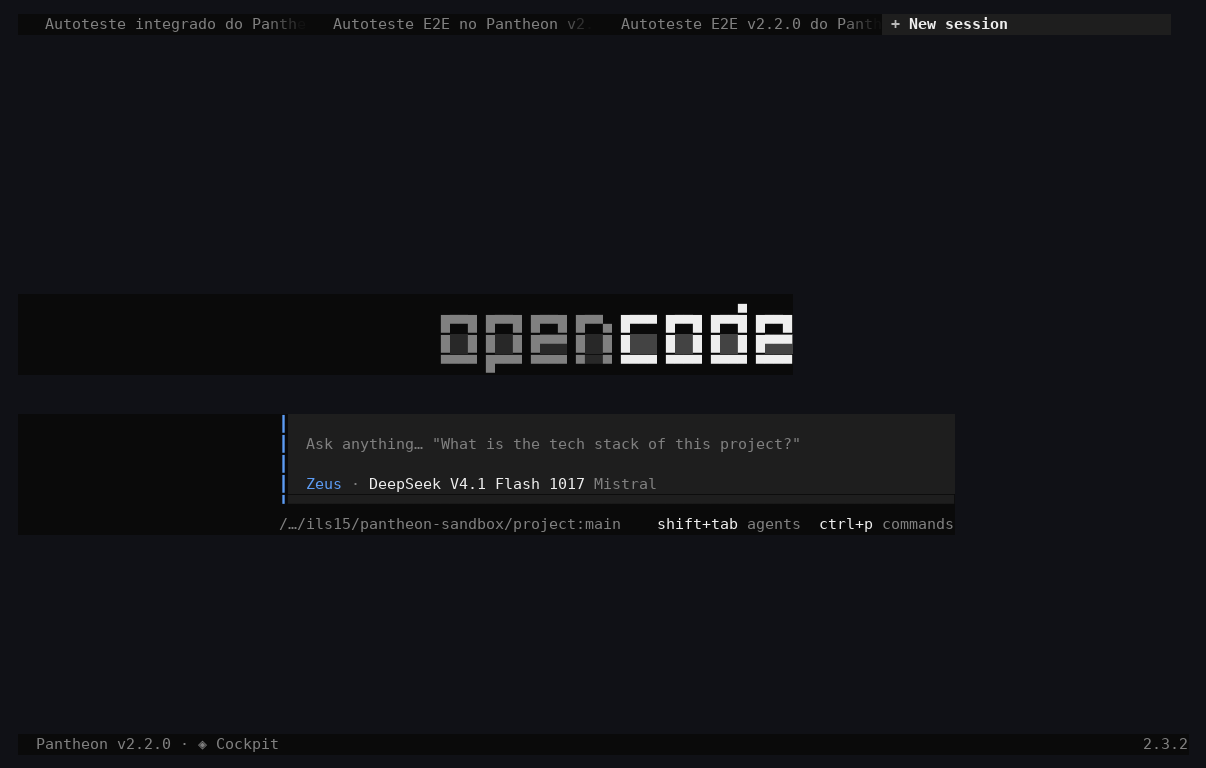 Autoteste integrado do Panthe Autoteste E2E no Pantheon v2. Autoteste E2E v2.2.0 do Panth + New session
opencode
Ask anything… "What is the tech stack of this project?"
Zeus · DeepSeek V4.1 Flash 1017 Mistral
/…/ils15/pantheon-sandbox/project:main shift+tab agents ctrl+p commands
Pantheon v2.2.0 · ◈ Cockpit 2.3.2